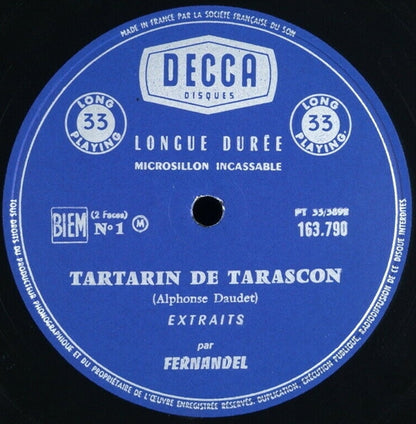 MADE IN FRANCE PAR LA SOCIÉTÉ FRANÇAISE DU SON
DECCA
DISQUES
LONG 33 PLAYING
LONG 33 PLAYING
LONGUE DURÉE
MICROSILLON INCASSABLE
BIEM
(2 Faces)
N°1
M
PT 33/3898
163.790
TARTARIN DE TARASCON
(Alphonse Daudet)
EXTRAITS
par
FERNANDEL
TOUS DROITS DU PRODUCTEUR PHONOGRAPHIQUE ET DU PROPRIÉTAIRE DE L'ŒUVRE ENREGISTRÉE RÉSERVÉS. DUPLICATION, EXÉCUTION PUBLIQUE, RADIODIFFUSION DE CE DISQUE INTERDITES